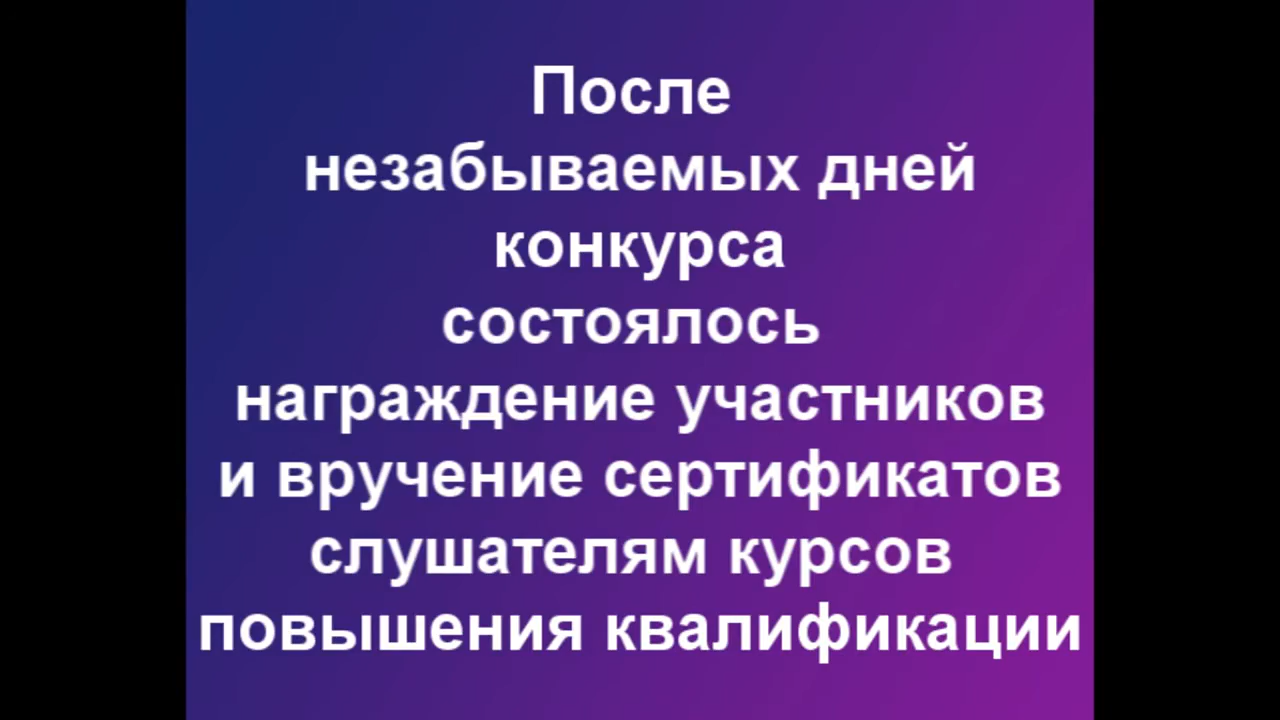 После
незабываемых дней
конкурса
состоялось
награждение участников
и вручение сертификатов
слушателям курсов
повышения квалификации